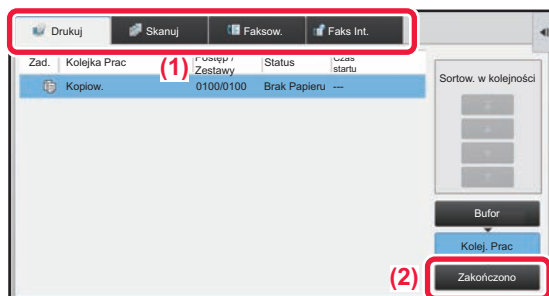 Drukuj Skanuj Faksow. Faks Int.
Zad. Kolejka Prac (1) Postęp / Zestawy Status Czas startu
Kopiow. 0100/0100 Brak Papieru ---
Sortow. w kolejności
Bufor
Kolej. Prac
(2) Zakończono